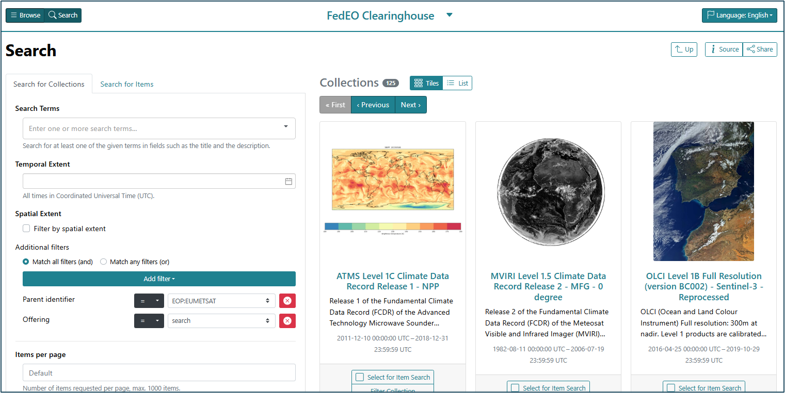 Browse Search
FedEO Clearinghouse
Language: English
Search
Up
Source
Share
Search for Collections
Search for Items
Search Terms
Enter one or more search terms...
Search for at least one of the given terms in fields such as the title and the description.
Temporal Extent
All times in Coordinated Universal Time (UTC).
Spatial Extent
Filter by spatial extent
Additional filters
Match all filters (and) Match any filters (or)
Add filter
Parent identifier = EOP:EUMETSAT
Offering = search
Items per page
Default
Number of items requested per page, max. 1000 items.
Collections 125 Tiles List
« First ‹ Previous Next ›
ATMS Level 1C Climate Data
Record Release 1 - NPP
Release 1 of the Fundamental Climate
Data Record (FCDR) of the Advanced
Technology Microwave Sounder...
2011-12-10 00:00:00 UTC – 2018-12-31
23:59:59 UTC
Select for Item Search
Filter Collection
MVIRI Level 1.5 Climate Data
Record Release 2 - MFG - 0
degree
Release 2 of the Fundamental Climate
Data Record (FCDR) of the Meteosat
Visible and Infrared Imager (MVIRI)...
1982-08-11 00:00:00 UTC – 2006-07-19
23:59:59 UTC
Select for Item Search
OLCI Level 1B Full Resolution
(version BC002) - Sentinel-3 -
Reprocessed
OLCI (Ocean and Land Colour
Instrument) Full resolution: 300m at
nadir. Level 1 products are calibrated...
2016-04-25 00:00:00 UTC – 2019-10-29
23:59:59 UTC
Select for Item Search